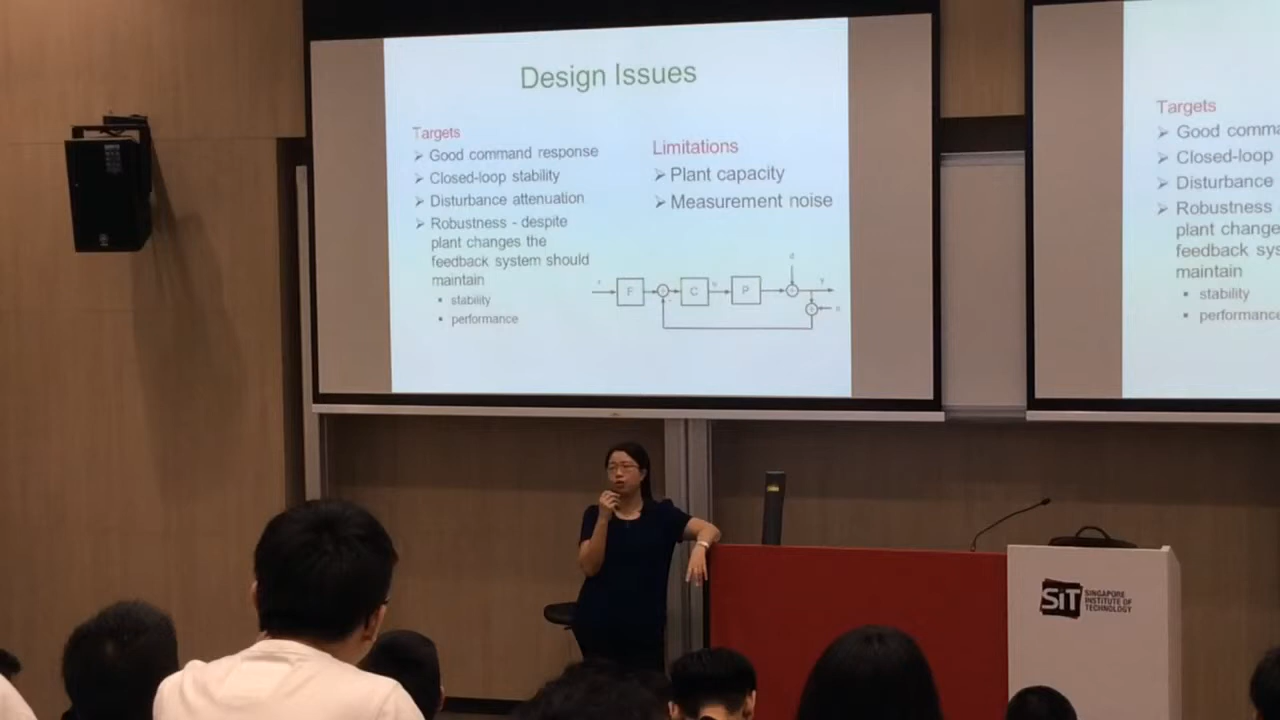 Design Issues
Targets
➢ Good command response
➢ Closed-loop stability
➢ Disturbance attenuation
➢ Robustness - despite
plant changes the
feedback system should
maintain
▪ stability
▪ performance
Limitations
➢ Plant capacity
➢ Measurement noise
r
F
C
u
P
d
y
n
Targets
➢ Good comma
➢ Closed-loop
➢ Disturbance
➢ Robustness
plant change
feedback sys
maintain
▪ stability
▪ performance
SiT
SINGAPORE
INSTITUTE OF
TECHNOLOGY